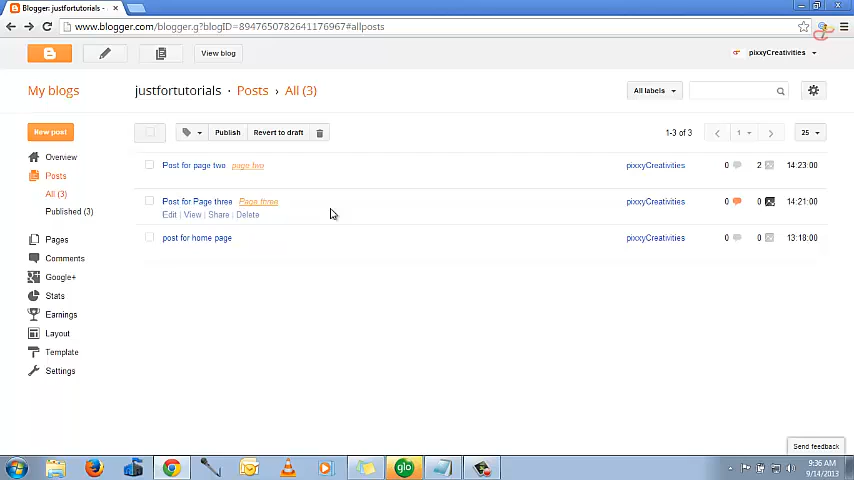 Blogger: justfortutorials -
www.blogger.com/blogger.g?blogID=8947650782641176967#allposts
View blog
pixxyCreativities
My blogs
justfortutorials · Posts › All (3)
All labels
New post
Publish
Revert to draft
1-3 of 3
1
25
Overview
Posts
All (3)
Published (3)
Pages
Comments
Google+
Stats
Earnings
Layout
Template
Settings
Post for page two page two
pixxyCreativities
0
2
14:23:00
Post for Page three Page three
Edit | View | Share | Delete
pixxyCreativities
0
0
14:21:00
post for home page
pixxyCreativities
0
0
13:18:00
Send feedback
glo
9:36 AM
9/14/2013